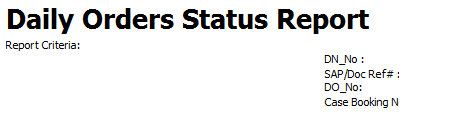 Daily Orders Status Report
Report Criteria:
DN_No :
SAP/Doc Ref# :
DO_No:
Case Booking N